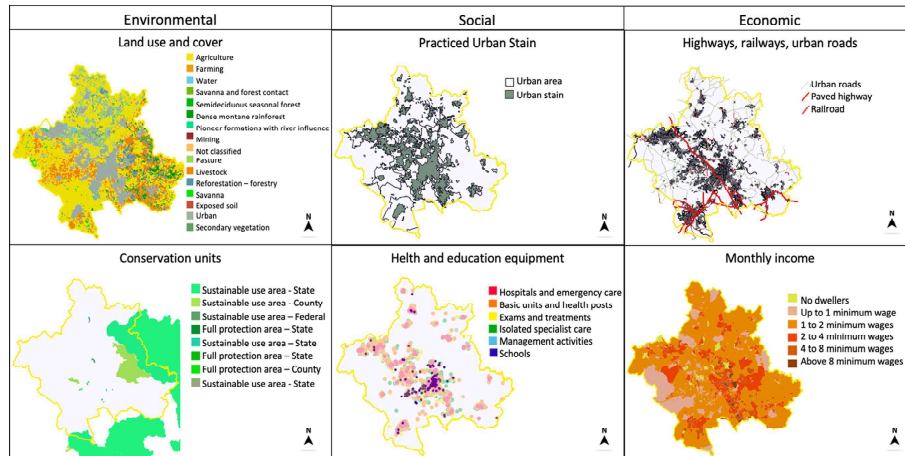 Environmental
Social
Economic
Land use and cover
Agriculture
Farming
Water
Savanna and forest contact
Semideciduous seasonal forest
Dense montane rainforest
Pioneer formations with river influence
Mining
Not classified
Pasture
Livestock
Reforestation – forestry
Savanna
Exposed soil
Urban
Secondary vegetation
N
Practiced Urban Stain
Urban area
Urban stain
N
Highways, railways, urban roads
Urban roads
Paved highway
Railroad
N
Conservation units
Sustainable use area - State
Sustainable use area - County
Sustainable use area – Federal
Full protection area – State
Sustainable use area – State
Full protection area – State
Full protection area – County
Sustainable use area – State
N
Helth and education equipment
Hospitals and emergency care
Basic units and health posts
Exams and treatments
Isolated specialist care
Management activities
Schools
N
Monthly income
No dwellers
Up to 1 minimum wage
1 to 2 minimum wages
2 to 4 minimum wages
4 to 8 minimum wages
Above 8 minimum wages
N